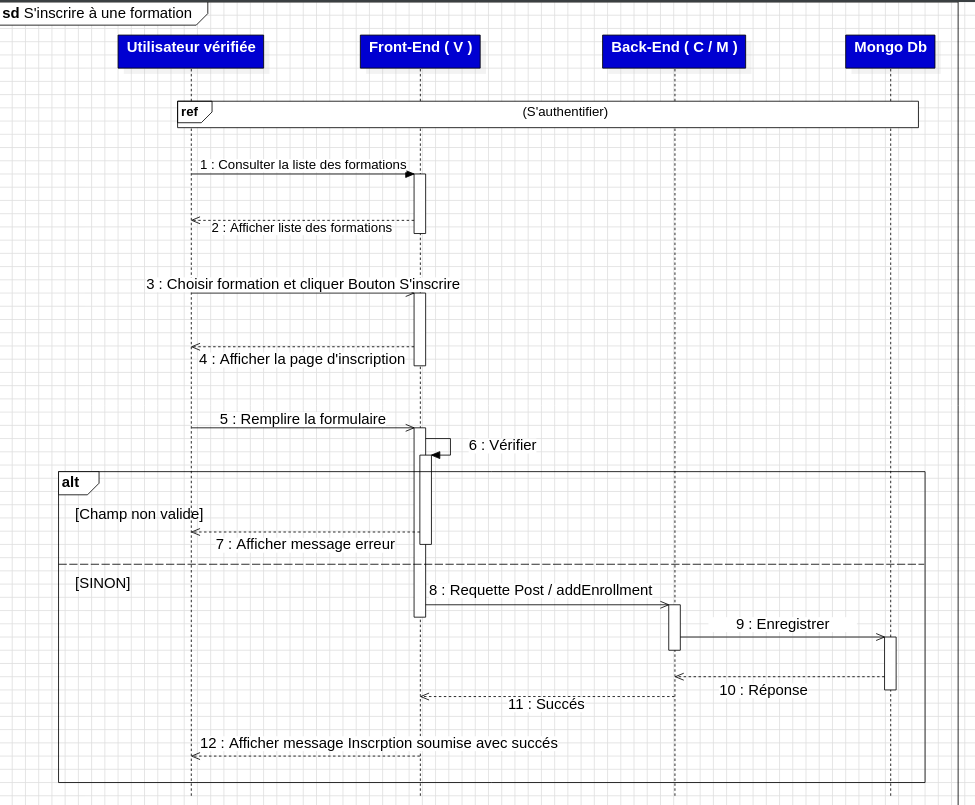 sd S'inscrire à une formation
Utilisateur vérifiée
Front-End ( V )
Back-End ( C / M )
Mongo Db
ref
(S'authentifier)
1 : Consulter la liste des formations
2 : Afficher liste des formations
3 : Choisir formation et cliquer Bouton S'inscrire
4 : Afficher la page d'inscription
5 : Remplire la formulaire
6 : Vérifier
alt
[Champ non valide]
7 : Afficher message erreur
[SINON]
8 : Requette Post / addEnrollment
9 : Enregistrer
10 : Réponse
11 : Succés
12 : Afficher message Inscrption soumise avec succés